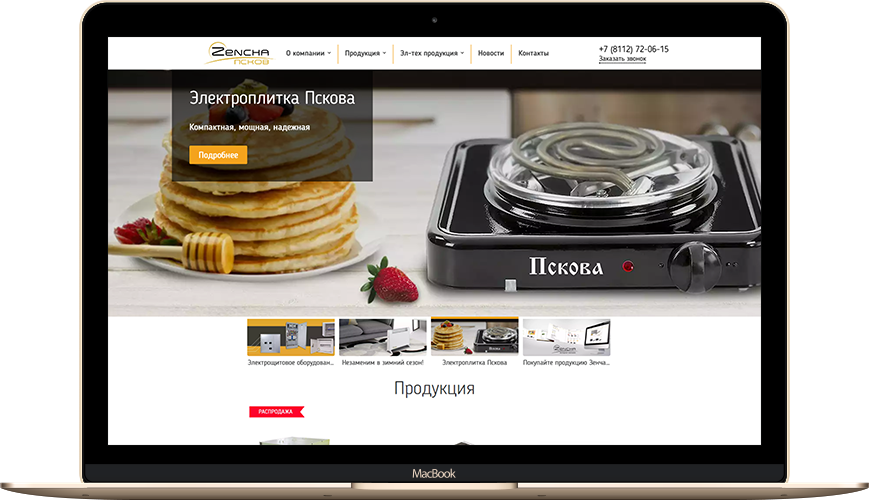 Zencha
ПСКОВ
О компании
Продукция
Эл-тех продукция
Новости
Контакты
+7 (8112) 72-06-15
Заказать звонок
Электроплитка Пскова
Компактная, мощная, надежная
Подробнее
Пскова
Электрощитовое оборудован...
Незаменим в зимний сезон!
Электроплитка Пскова
Покупайте продукцию Зенча...
Продукция
РАСПРОДАЖА
MacBook